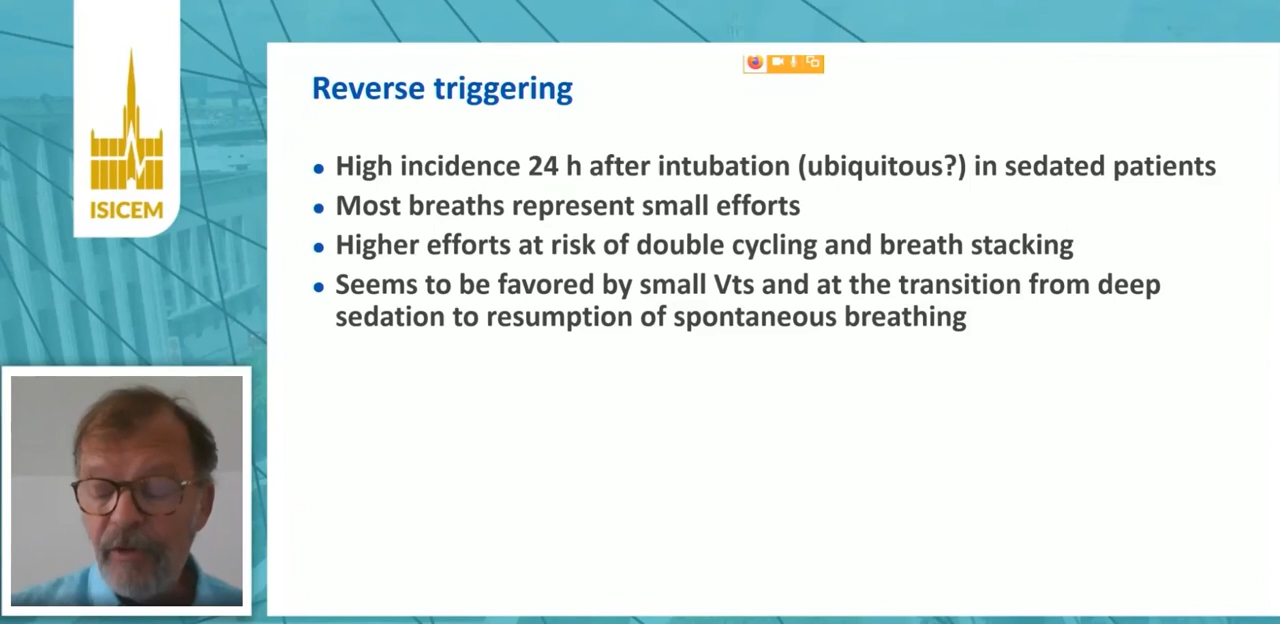 ISICEM
Reverse triggering
• High incidence 24 h after intubation (ubiquitous?) in sedated patients
• Most breaths represent small efforts
• Higher efforts at risk of double cycling and breath stacking
• Seems to be favored by small Vts and at the transition from deep
sedation to resumption of spontaneous breathing